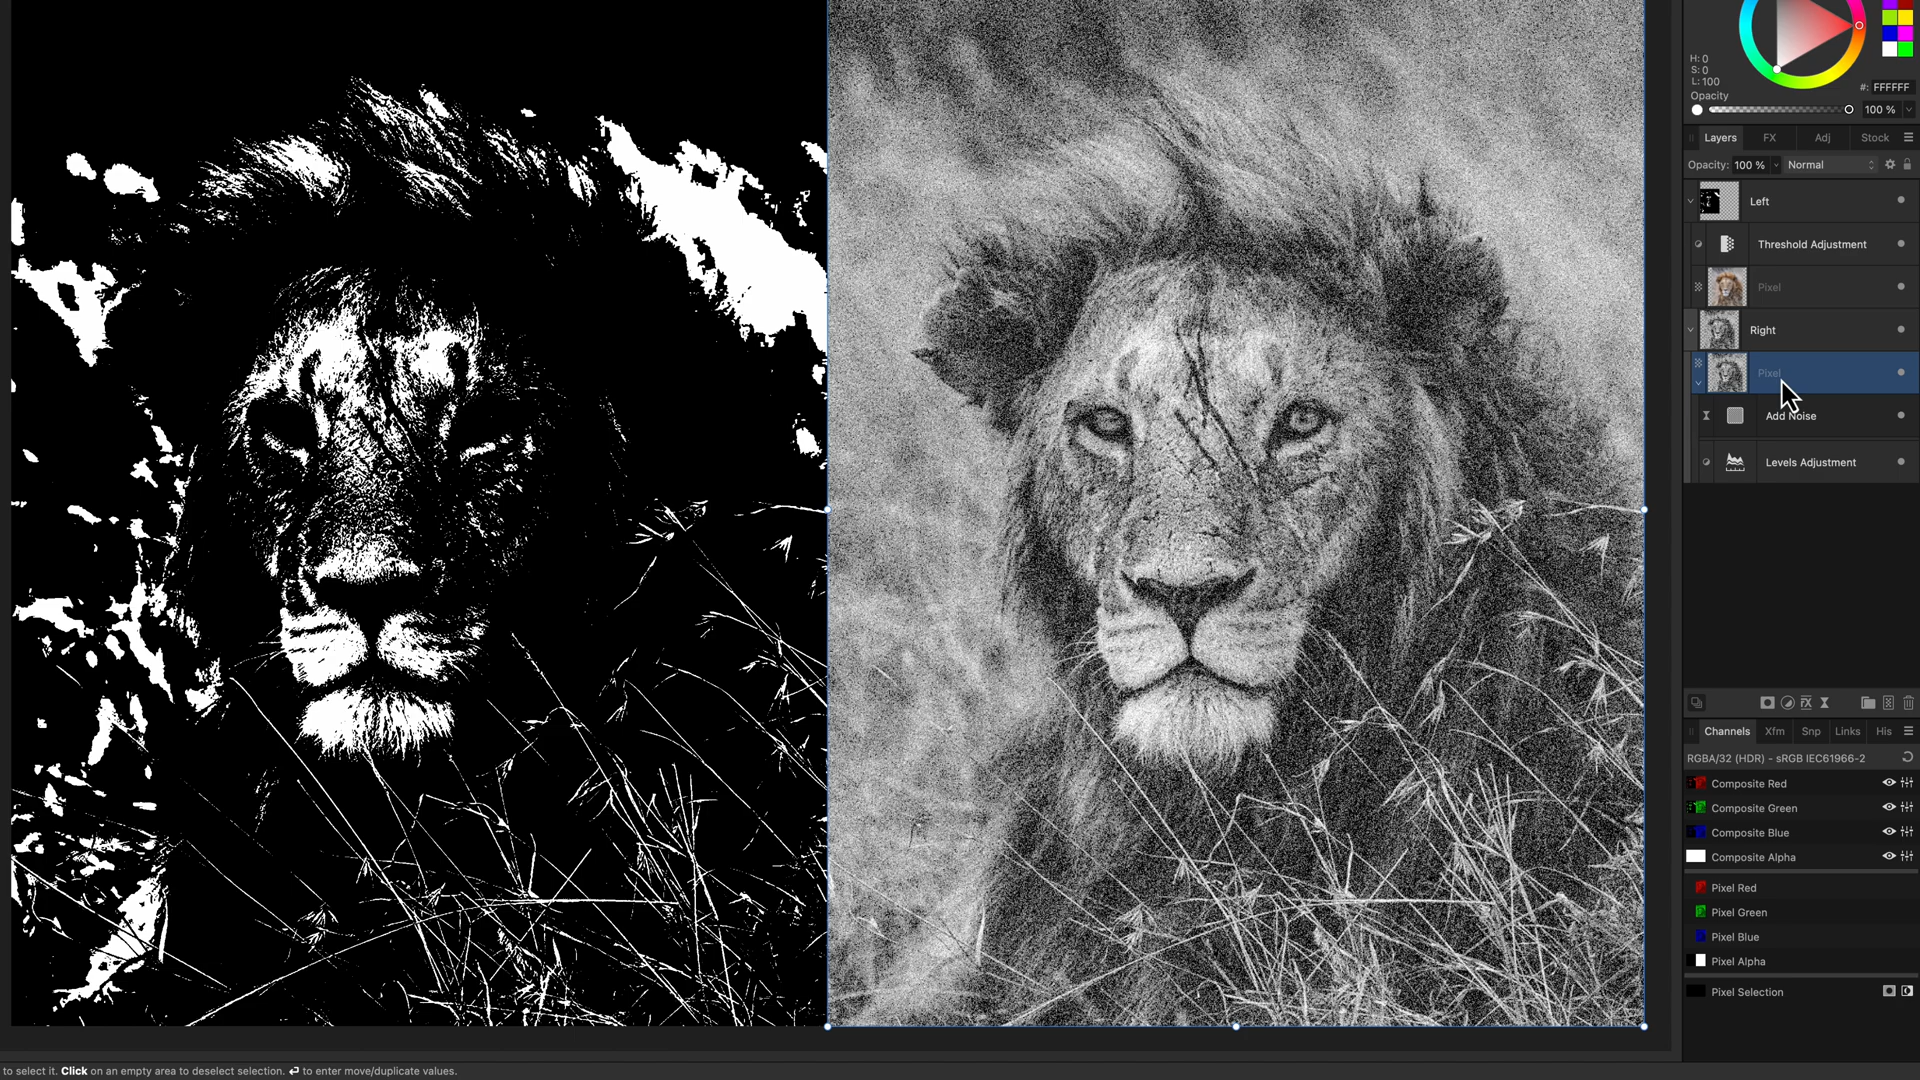 H: 0
S: 0
L: 100
#: FFFFFF
Opacity
100 %
Layers FX Adj Stock
Opacity: 100 % Normal
Left
Threshold Adjustment
Pixel
Right
Pixel
Add Noise
Levels Adjustment
Channels Xfm Snp Links His
RGBA/32 (HDR) - sRGB IEC61966-2
Composite Red
Composite Green
Composite Blue
Composite Alpha
Pixel Red
Pixel Green
Pixel Blue
Pixel Alpha
Pixel Selection
to select it. Click on an empty area to deselect selection. ↵ to enter move/duplicate values.